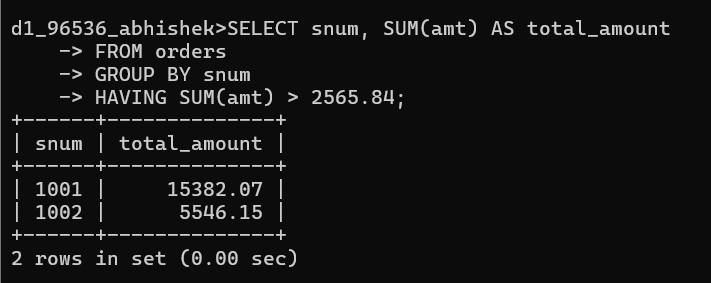 d1_96536_abhishek>SELECT snum, SUM(amt) AS total_amount
    -> FROM orders
    -> GROUP BY snum
    -> HAVING SUM(amt) > 2565.84;
+------+--------------+
| snum | total_amount |
+------+--------------+
| 1001 |     15382.07 |
| 1002 |      5546.15 |
+------+--------------+
2 rows in set (0.00 sec)